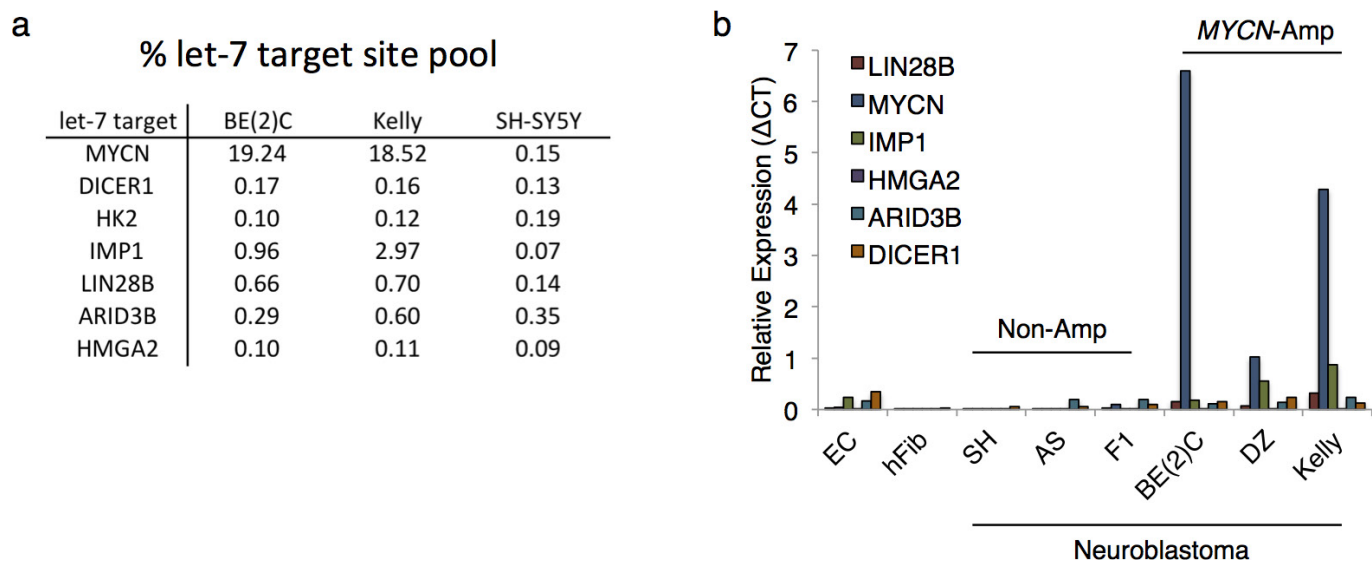 a
% let-7 target site pool
let-7 target BE(2)C Kelly SH-SY5Y
MYCN 19.24 18.52 0.15
DICER1 0.17 0.16 0.13
HK2 0.10 0.12 0.19
IMP1 0.96 2.97 0.07
LIN28B 0.66 0.70 0.14
ARID3B 0.29 0.60 0.35
HMGA2 0.10 0.11 0.09
b
MYCN-Amp
Relative Expression (ΔCT)
7
6
5
4
3
2
1
0
LIN28B
MYCN
IMP1
HMGA2
ARID3B
DICER1
Non-Amp
EC
hFib
SH
AS
F1
BE(2)C
DZ
Kelly
Neuroblastoma